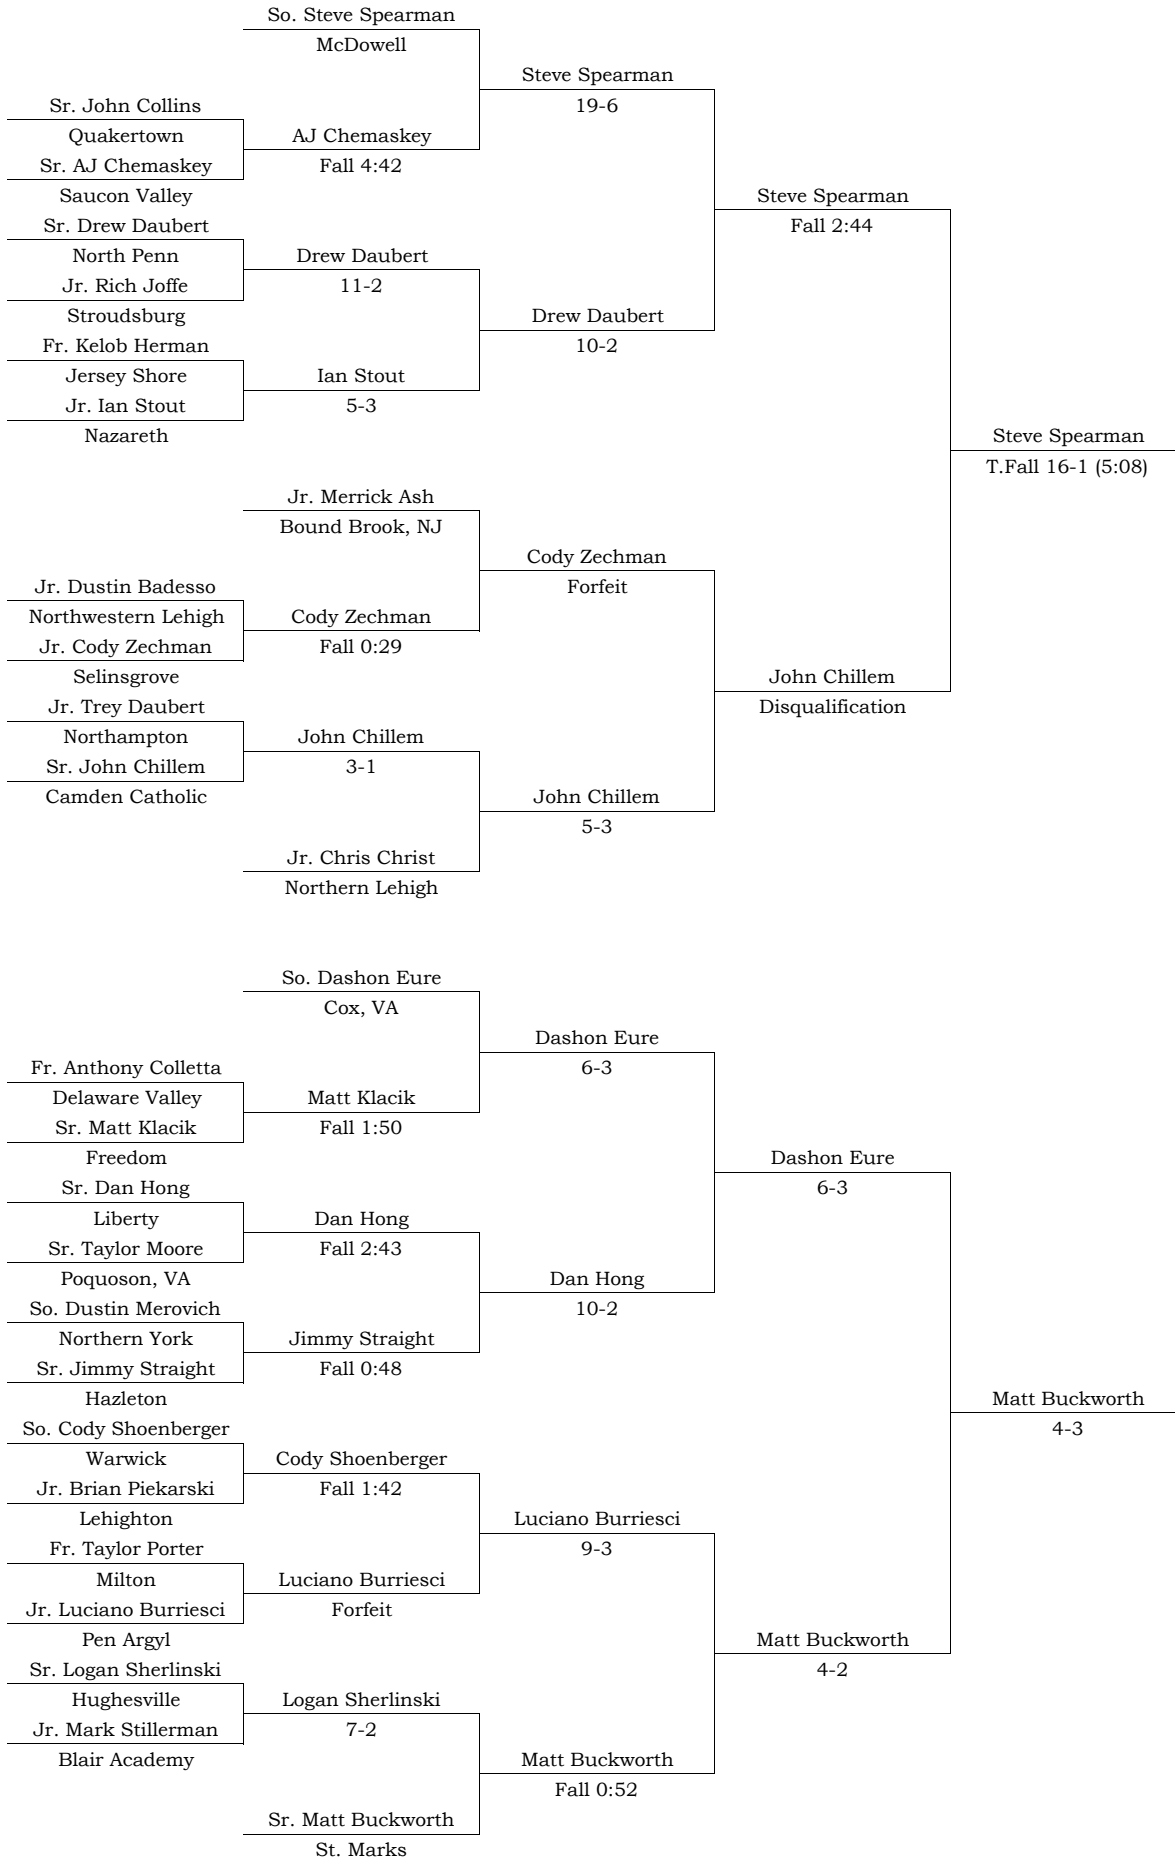 So. Steve Spearman
McDowell
Steve Spearman
Sr. John Collins
19-6
Quakertown
AJ Chemaskey
Sr. AJ Chemaskey
Fall 4:42
Saucon Valley
Steve Spearman
Sr. Drew Daubert
Fall 2:44
North Penn
Drew Daubert
Jr. Rich Joffe
11-2
Stroudsburg
Drew Daubert
Fr. Kelob Herman
10-2
Jersey Shore
Ian Stout
Jr. Ian Stout
5-3
Nazareth
Steve Spearman
T.Fall 16-1 (5:08)
Jr. Merrick Ash
Bound Brook, NJ
Cody Zechman
Jr. Dustin Badesso
Forfeit
Northwestern Lehigh
Cody Zechman
Jr. Cody Zechman
Fall 0:29
Selinsgrove
John Chillem
Jr. Trey Daubert
Disqualification
Northampton
John Chillem
Sr. John Chillem
3-1
Camden Catholic
John Chillem
5-3
Jr. Chris Christ
Northern Lehigh
So. Dashon Eure
Cox, VA
Dashon Eure
Fr. Anthony Colletta
6-3
Delaware Valley
Matt Klacik
Sr. Matt Klacik
Fall 1:50
Freedom
Dashon Eure
Sr. Dan Hong
6-3
Liberty
Dan Hong
Sr. Taylor Moore
Fall 2:43
Poquoson, VA
Dan Hong
So. Dustin Merovich
10-2
Northern York
Jimmy Straight
Sr. Jimmy Straight
Fall 0:48
Hazleton
Matt Buckworth
So. Cody Shoenberger
4-3
Warwick
Cody Shoenberger
Jr. Brian Piekarski
Fall 1:42
Lehighton
Luciano Burriesci
Fr. Taylor Porter
9-3
Milton
Luciano Burriesci
Jr. Luciano Burriesci
Forfeit
Pen Argyl
Matt Buckworth
Sr. Logan Sherlinski
4-2
Hughesville
Logan Sherlinski
Jr. Mark Stillerman
7-2
Blair Academy
Matt Buckworth
Fall 0:52
Sr. Matt Buckworth
St. Marks